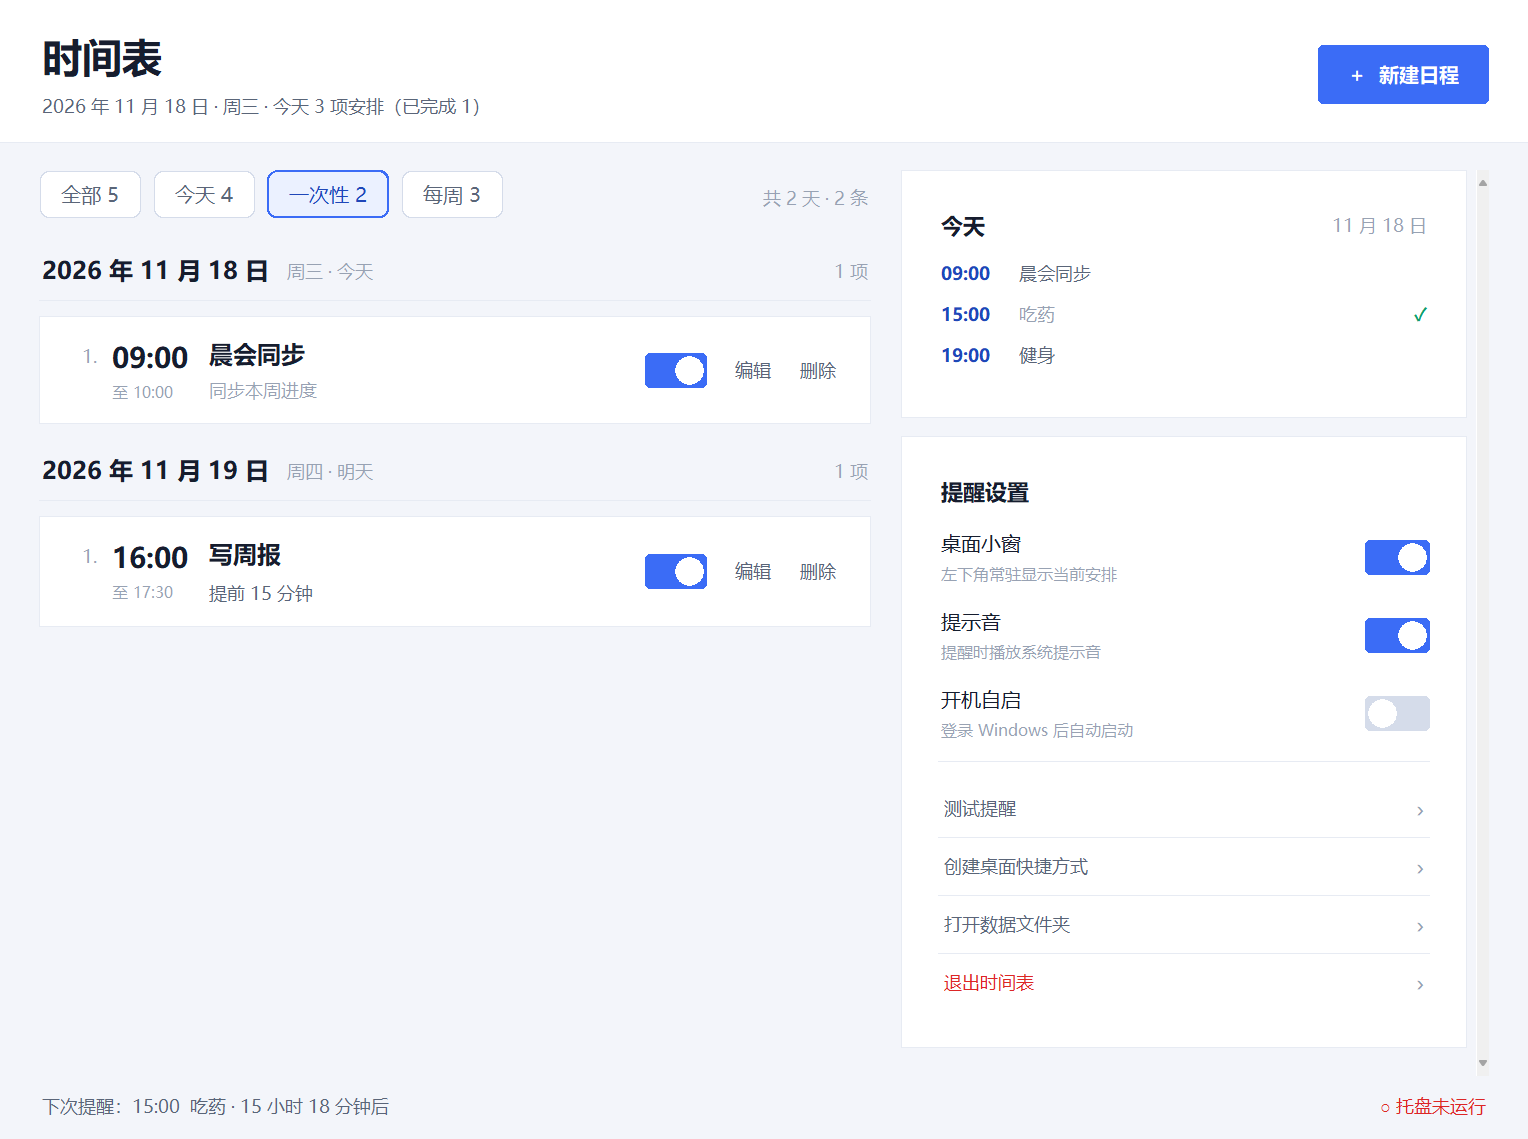 时间表
2026 年 11 月 18 日 · 周三 · 今天 3 项安排（已完成 1）
+ 新建日程
全部 5
今天 4
一次性 2
每周 3
共 2 天 · 2 条
2026 年 11 月 18 日 周三 · 今天
1 项
1. 09:00 晨会同步
至 10:00 同步本周进度
编辑 删除
2026 年 11 月 19 日 周四 · 明天
1 项
1. 16:00 写周报
至 17:30 提前 15 分钟
编辑 删除
今天 11 月 18 日
09:00 晨会同步
15:00 吃药 ✓
19:00 健身
提醒设置
桌面小窗
左下角常驻显示当前安排
提示音
提醒时播放系统提示音
开机自启
登录 Windows 后自动启动
测试提醒 ›
创建桌面快捷方式 ›
打开数据文件夹 ›
退出时间表 ›
下次提醒：15:00 吃药 · 15 小时 18 分钟后
○ 托盘未运行